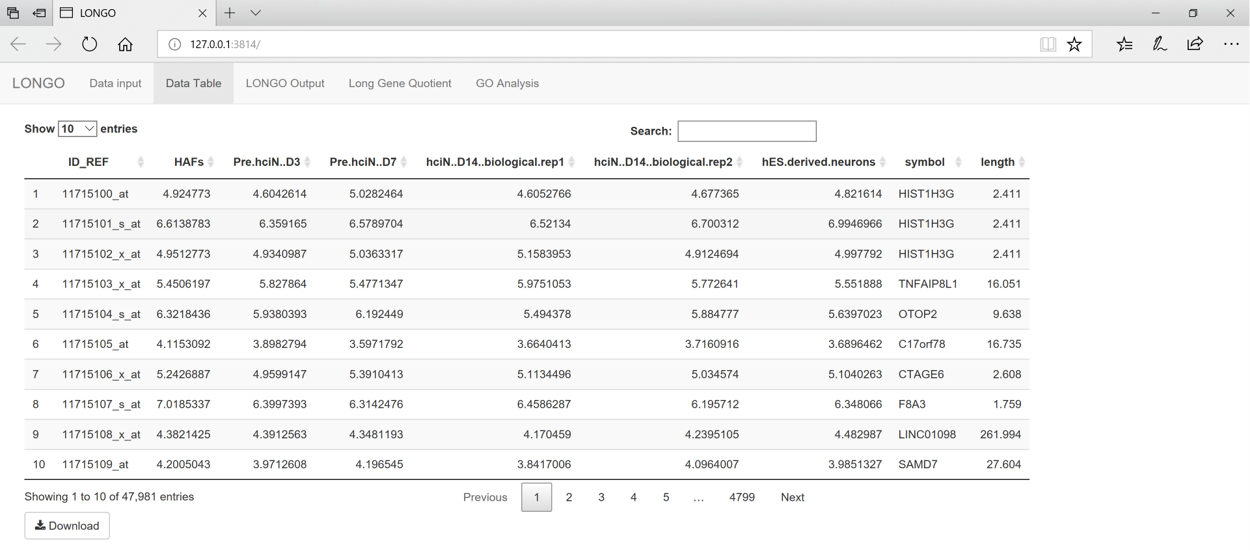 LONGO
127.0.0.1:3814/
LONGO Data input Data Table LONGO Output Long Gene Quotient GO Analysis
Show 10 entries Search:
ID_REF HAFs Pre.hciN..D3 Pre.hciN..D7 hciN..D14..biological.rep1 hciN..D14..biological.rep2 hES.derived.neurons symbol length
1 11715100_at 4.924773 4.6042614 5.0282464 4.6052766 4.677365 4.821614 HIST1H3G 2.411
2 11715101_s_at 6.6138783 6.359165 6.5789704 6.52134 6.700312 6.9946966 HIST1H3G 2.411
3 11715102_x_at 4.9512773 4.9340987 5.0363317 5.1583953 4.9124694 4.997792 HIST1H3G 2.411
4 11715103_x_at 5.4506197 5.827864 5.4771347 5.9751053 5.772641 5.551888 TNFAIP8L1 16.051
5 11715104_s_at 6.3218436 5.9380393 6.192449 5.494378 5.884777 5.6397023 OTOP2 9.638
6 11715105_at 4.1153092 3.8982794 3.5971792 3.6640413 3.7160916 3.6896462 C17orf78 16.735
7 11715106_x_at 5.2426887 4.9599147 5.3910413 5.1134496 5.034574 5.1040263 CTAGE6 2.608
8 11715107_s_at 7.0185337 6.3997393 6.3142476 6.4586287 6.195712 6.348066 F8A3 1.759
9 11715108_x_at 4.3821425 4.3912563 4.3481193 4.170459 4.2395105 4.482987 LINC01098 261.994
10 11715109_at 4.2005043 3.9712608 4.196545 3.8417006 4.0964007 3.9851327 SAMD7 27.604
Showing 1 to 10 of 47,981 entries Previous 1 2 3 4 5 … 4799 Next
Download